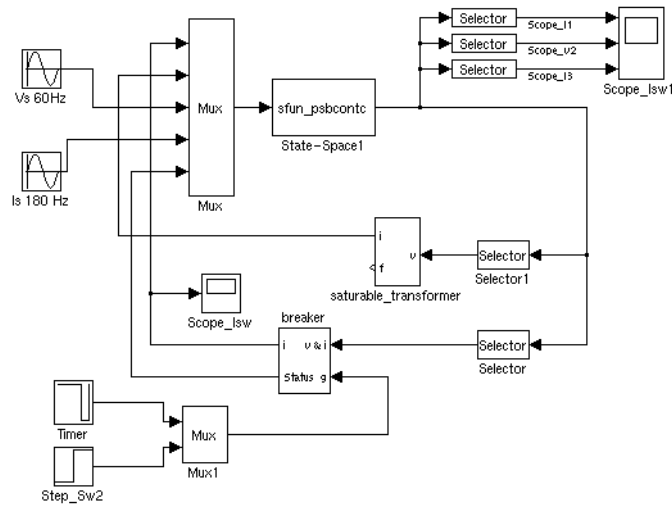 Selector
Scope_I1
Selector
Scope_v2
Selector
Scope_I3
Scope_Isw1
Vs 60Hz
Mux
Mux
sfun_psbcontc
State-Space1
Is 180 Hz
i
f
v
saturable_transformer
Selector
Selector1
Scope_Isw
breaker
i
v & i
Status
g
Selector
Selector
Timer
Mux
Mux1
Step_Sw2